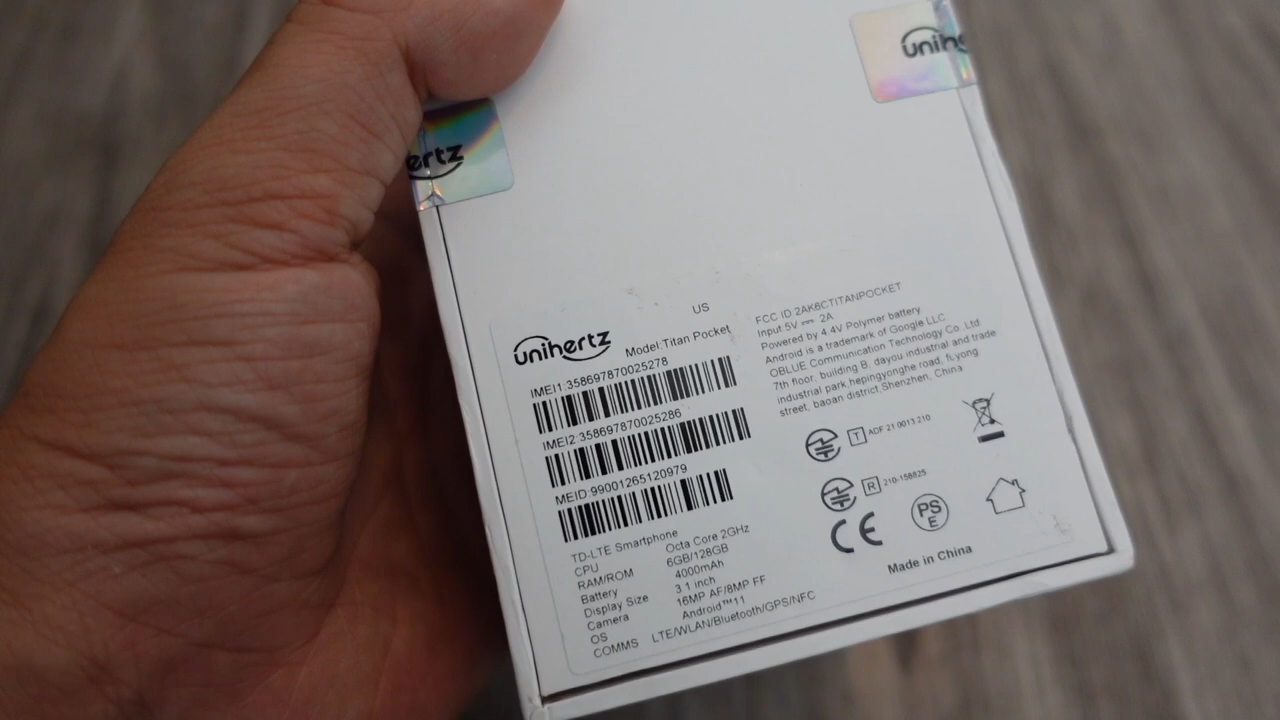 unihertz
ertz
US
unihertz Model:Titan Pocket
IMEI1:358697870025278
IMEI2:358697870025286
MEID:99001265120979
TD-LTE Smartphone
CPU Octa Core 2GHz
RAM/ROM 6GB/128GB
Battery 4000mAh
Display Size 3.1 inch
Camera 16MP AF/8MP FF
OS Android™11
COMMS LTE/WLAN/Bluetooth/GPS/NFC
FCC ID:2AK6CTITANPOCKET
Input:5V 2A
Powered by 4.4V Polymer battery
Android is a trademark of Google LLC
OBLUE Communication Technology Co.,Ltd.
7th floor, building B, dayou industrial and trade
industrial park,hepingyonghe road, fuyong
street, baoan district,Shenzhen, China
T ADF 21 0013 210
R 210-158825
CE
PS
E
Made in China